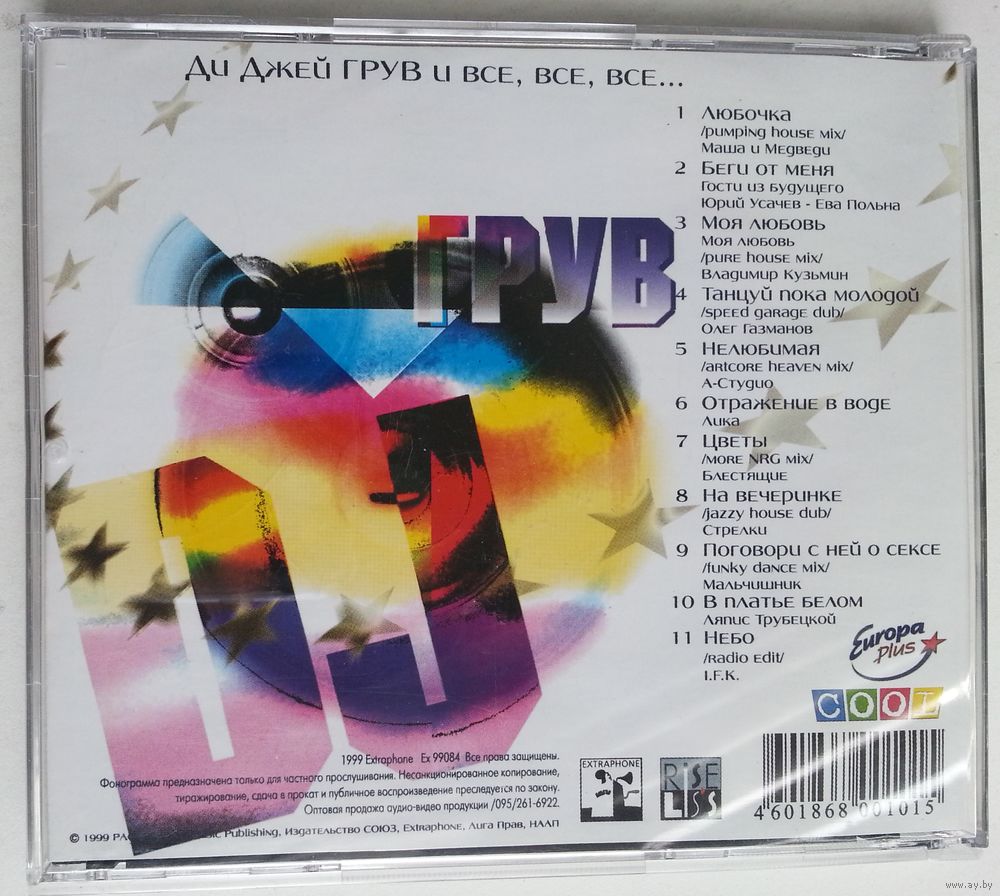 Ди Джей ГРУВ и все, все, все...
1 Любочка
/pumping house mix/
Маша и Медведи
2 Беги от меня
Гости из будущего
Юрий Усачев - Ева Польна
3 Моя любовь
Моя любовь
/pure house mix/
Владимир Кузьмин
4 Танцуй пока молодой
/speed garage dub/
Олег Газманов
5 Нелюбимая
/artcore heaven mix/
А-Студио
6 Отражение в воде
Лика
7 Цветы
/more NRG mix/
Блестящие
8 На вечеринке
/jazzy house dub/
Стрелки
9 Поговори с ней о сексе
/funky dance mix/
Мальчишник
10 В платье белом
Ляпис Трубецкой
11 Небо
/radio edit/
I.F.K.
ГРУВ
DJ
Europa
plus
COOL
1999 Extraphone Ex 99084 Все права защищены.
Фонограмма предназначена только для частного прослушивания. Несанкционированное копирование,
тиражирование, сдача в прокат и публичное воспроизведение преследуется по закону.
Оптовая продажа аудио-видео продукции /095/261-6922.
© 1999 Publishing, Издательство СОЮЗ, Extraphone, Лига Прав, НААП
EXTRAPHONE
RiSE
LiS'S
4601868 001015
www.ay.by